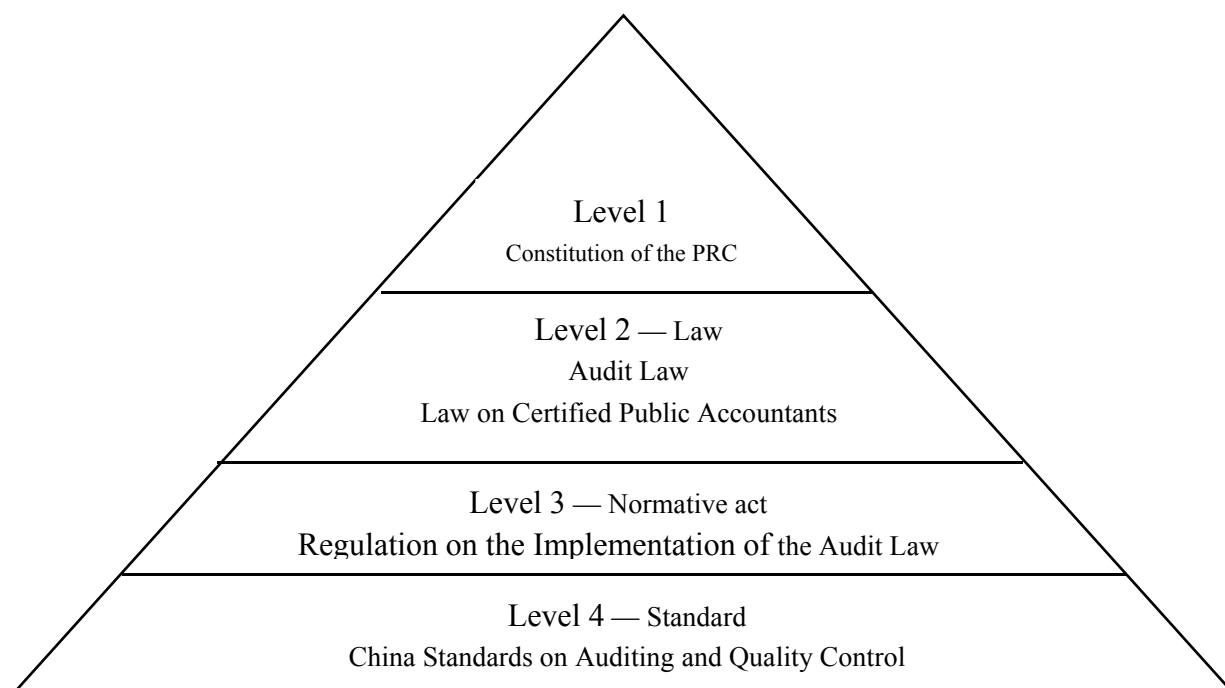 Level 1
Constitution of the PRC
Level 2 — Law
Audit Law
Law on Certified Public Accountants
Level 3 — Normative act
Regulation on the Implementation of the Audit Law
Level 4 — Standard
China Standards on Auditing and Quality Control